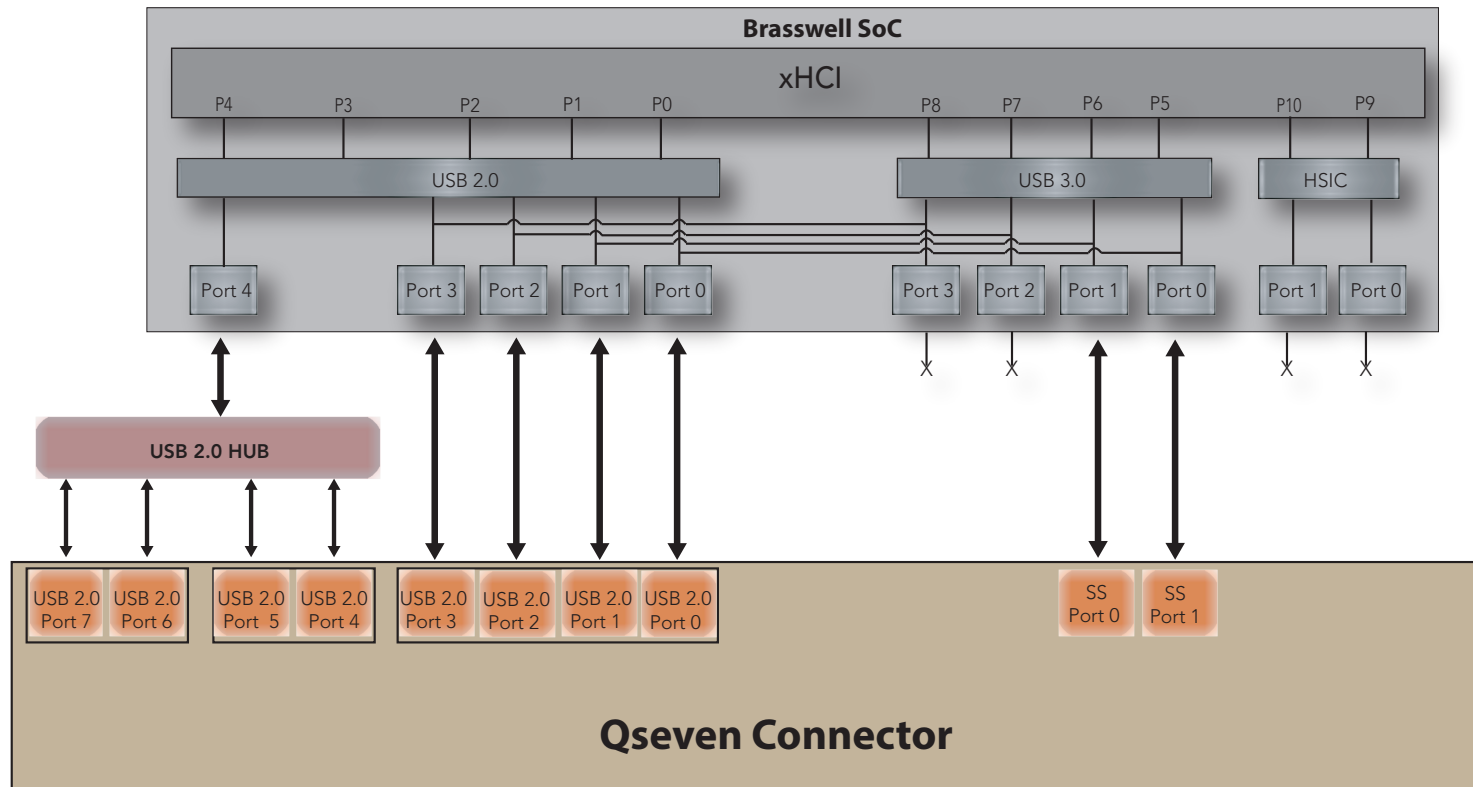 Brasswell SoC
xHCI
P4 P3 P2 P1 P0 P8 P7 P6 P5 P10 P9
USB 2.0 USB 3.0 HSIC
Port 4 Port 3 Port 2 Port 1 Port 0 Port 3 Port 2 Port 1 Port 0 Port 1 Port 0
X X X X
USB 2.0 HUB
USB 2.0 USB 2.0 USB 2.0 USB 2.0 USB 2.0 USB 2.0 USB 2.0 USB 2.0 SS SS
Port 7 Port 6 Port 5 Port 4 Port 3 Port 2 Port 1 Port 0 Port 0 Port 1
Qseven Connector